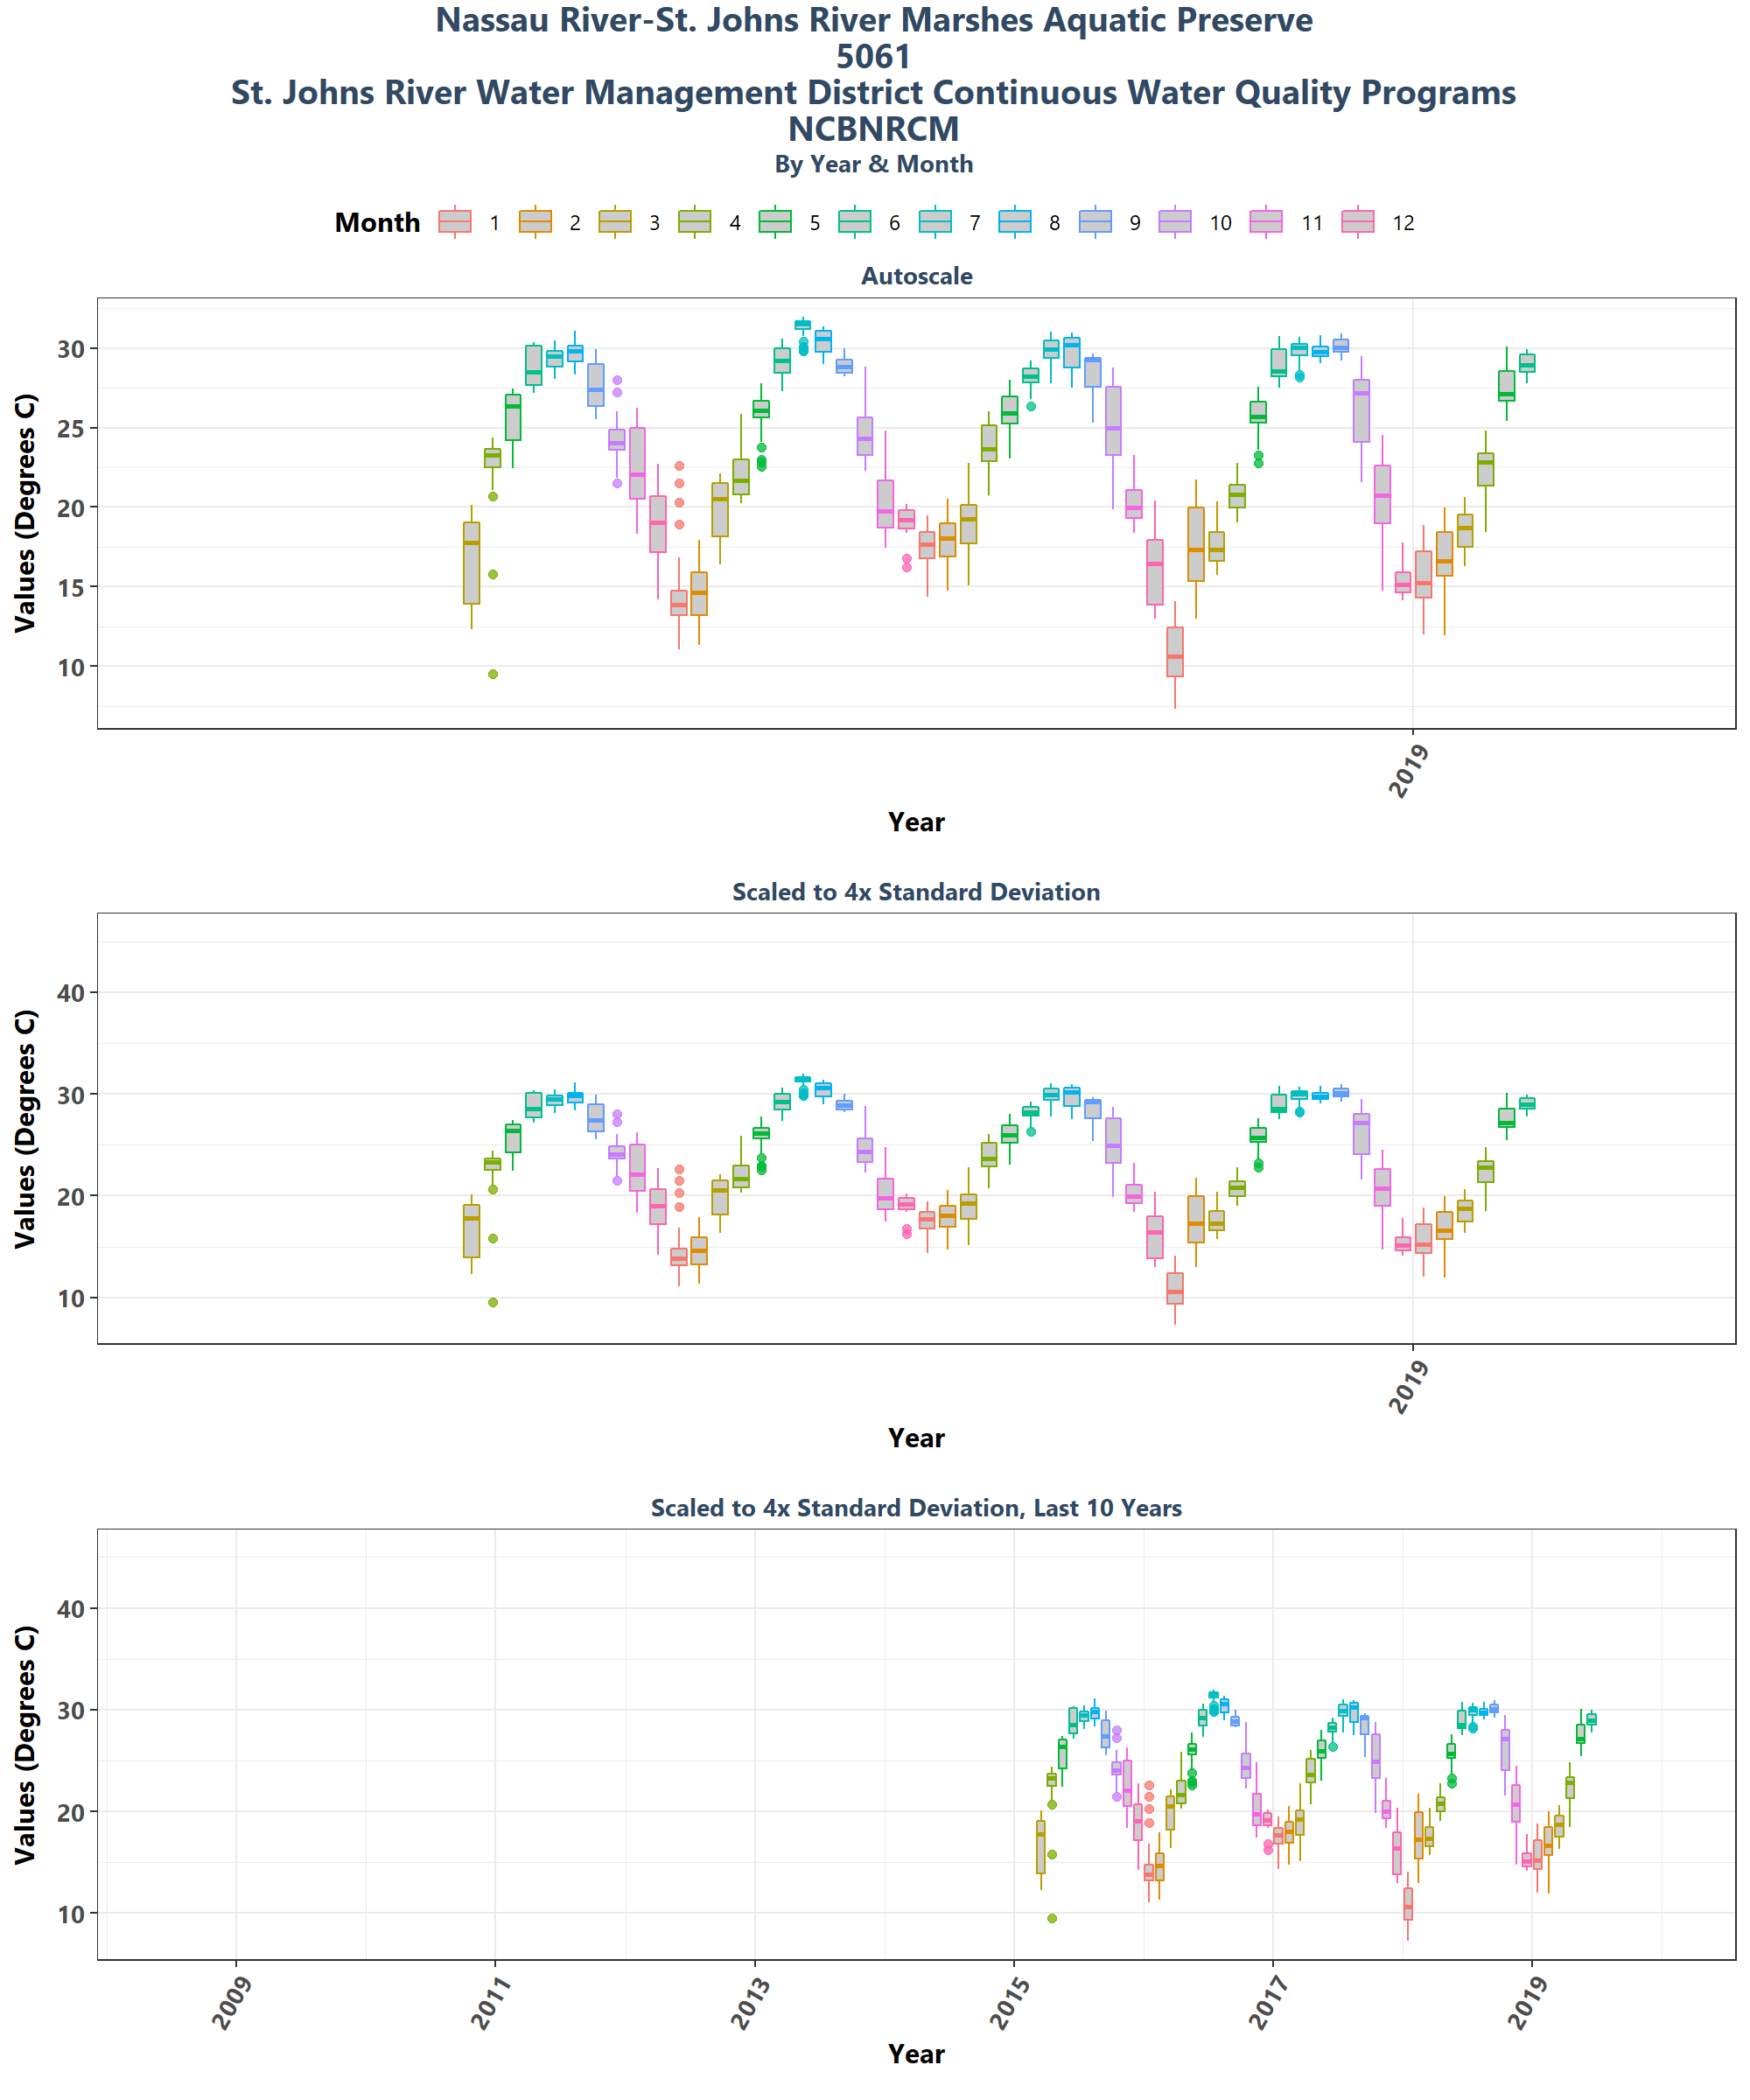 Nassau River-St. Johns River Marshes Aquatic Preserve
5061
St. Johns River Water Management District Continuous Water Quality Programs
NCBNRCM
By Year & Month
Month 1 2 3 4 5 6 7 8 9 10 11 12
Autoscale
Values (Degrees C)
30
25
20
15
10
2019
Year
Scaled to 4x Standard Deviation
Values (Degrees C)
40
30
20
10
2019
Year
Scaled to 4x Standard Deviation, Last 10 Years
Values (Degrees C)
40
30
20
10
2009 2011 2013 2015 2017 2019
Year